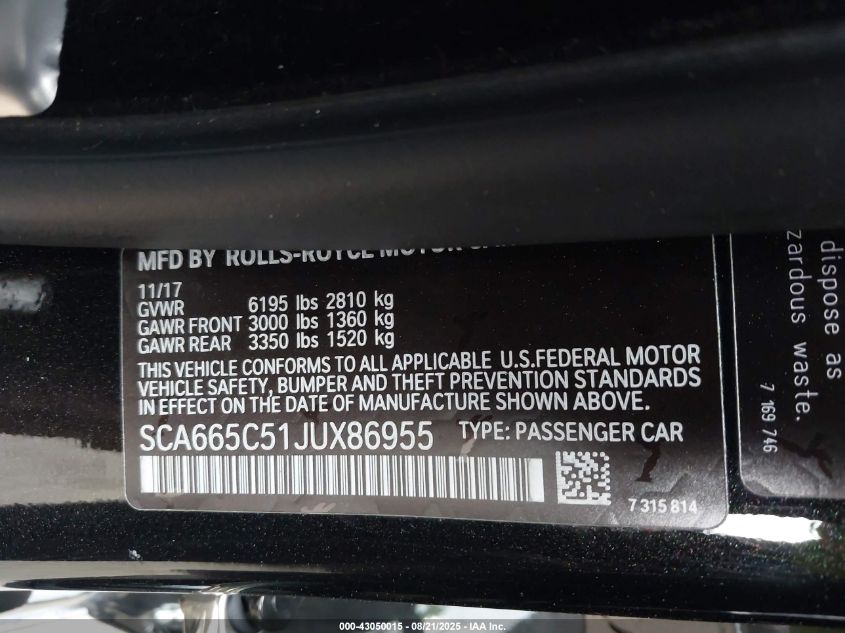 MFD BY ROLLS-ROYCE MOTOR
11/17
GVWR 6195 lbs 2810 kg
GAWR FRONT 3000 lbs 1360 kg
GAWR REAR 3350 lbs 1520 kg
THIS VEHICLE CONFORMS TO ALL APPLICABLE U.S.FEDERAL MOTOR
VEHICLE SAFETY, BUMPER AND THEFT PREVENTION STANDARDS
IN EFFECT ON THE DATE OF MANUFACTURE SHOWN ABOVE.
SCA665C51JUX86955 TYPE: PASSENGER CAR
7 315 814
dispose as
zardous waste.
7 169 746
000-43050015 - 08/21/2025 - IAA Inc.